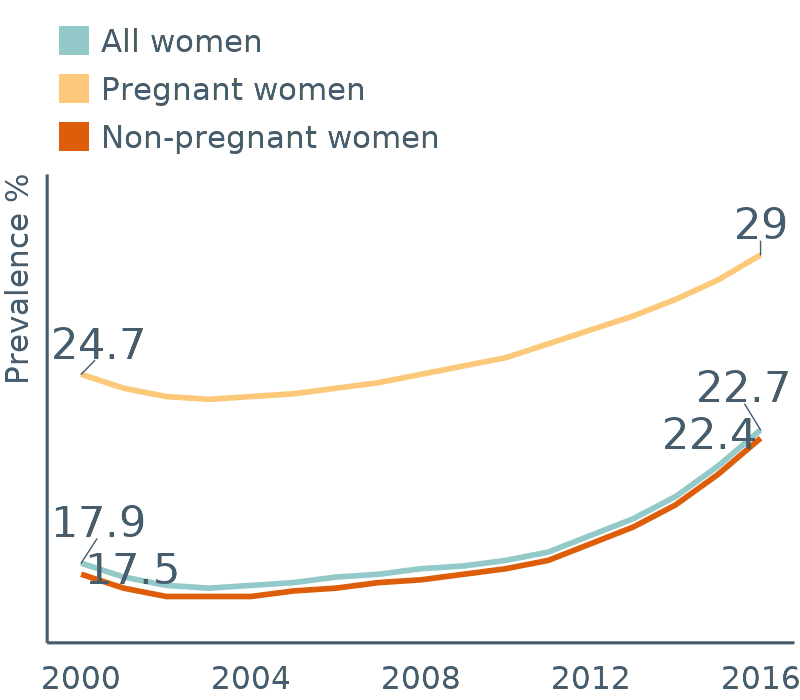 All women
Pregnant women
Non-pregnant women
Prevalence %
29
24.7
22.7
22.4
17.9
17.5
2000 2004 2008 2012 2016